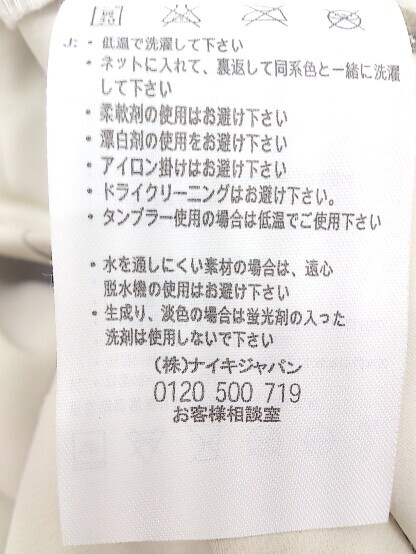 J: ・低温で洗濯して下さい
・ネットに入れて、裏返して同系色と一緒に洗濯
して下さい
・柔軟剤の使用はお避け下さい
・漂白剤の使用をお避け下さい
・アイロン掛けはお避け下さい
・ドライクリーニングはお避け下さい。
・タンブラー使用の場合は低温でご使用下さい
・水を通しにくい素材の場合は、遠心
脱水機の使用はお避け下さい
・生成り、淡色の場合は蛍光剤の入った
洗剤は使用しないで下さい
(株)ナイキジャパン
0120 500 719
お客様相談室